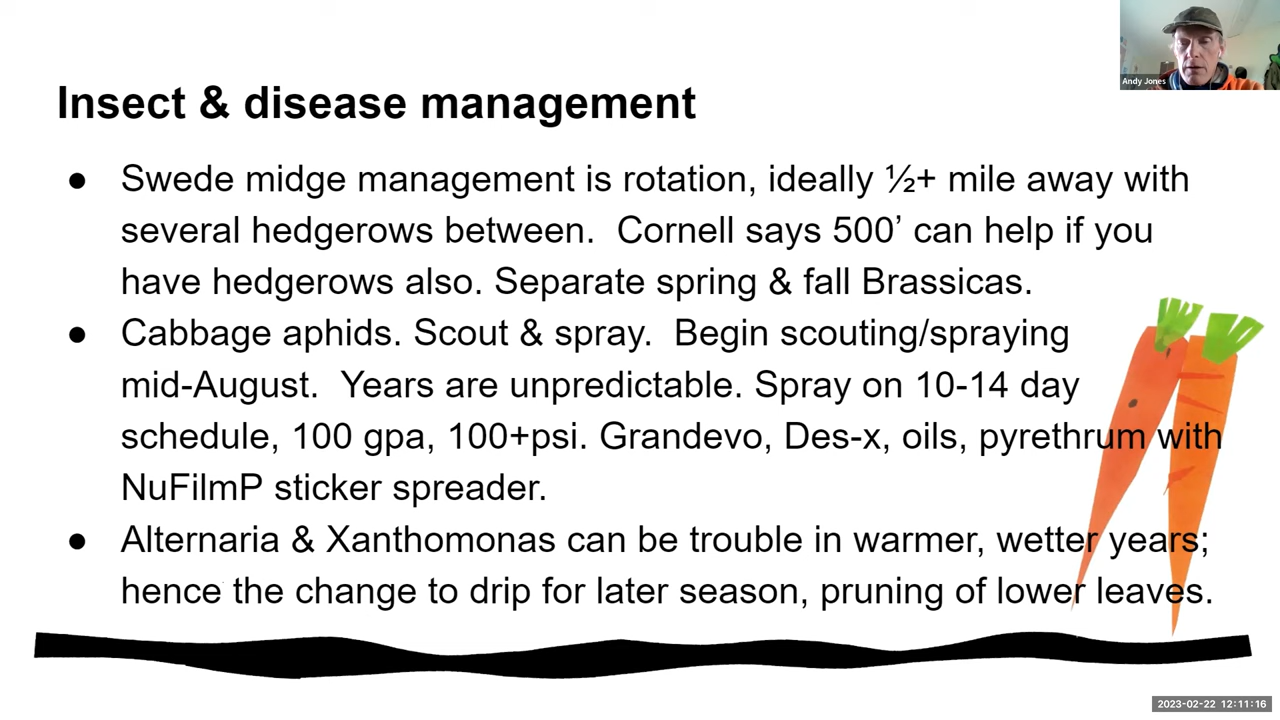 Andy Jones
Insect & disease management
● Swede midge management is rotation, ideally ½+ mile away with
several hedgerows between.  Cornell says 500’ can help if you
have hedgerows also. Separate spring & fall Brassicas.
● Cabbage aphids. Scout & spray.  Begin scouting/spraying
mid-August.  Years are unpredictable. Spray on 10-14 day
schedule, 100 gpa, 100+psi. Grandevo, Des-x, oils, pyrethrum with
NuFilmP sticker spreader.
● Alternaria & Xanthomonas can be trouble in warmer, wetter years;
hence the change to drip for later season, pruning of lower leaves.
2023-02-22 12:11:16